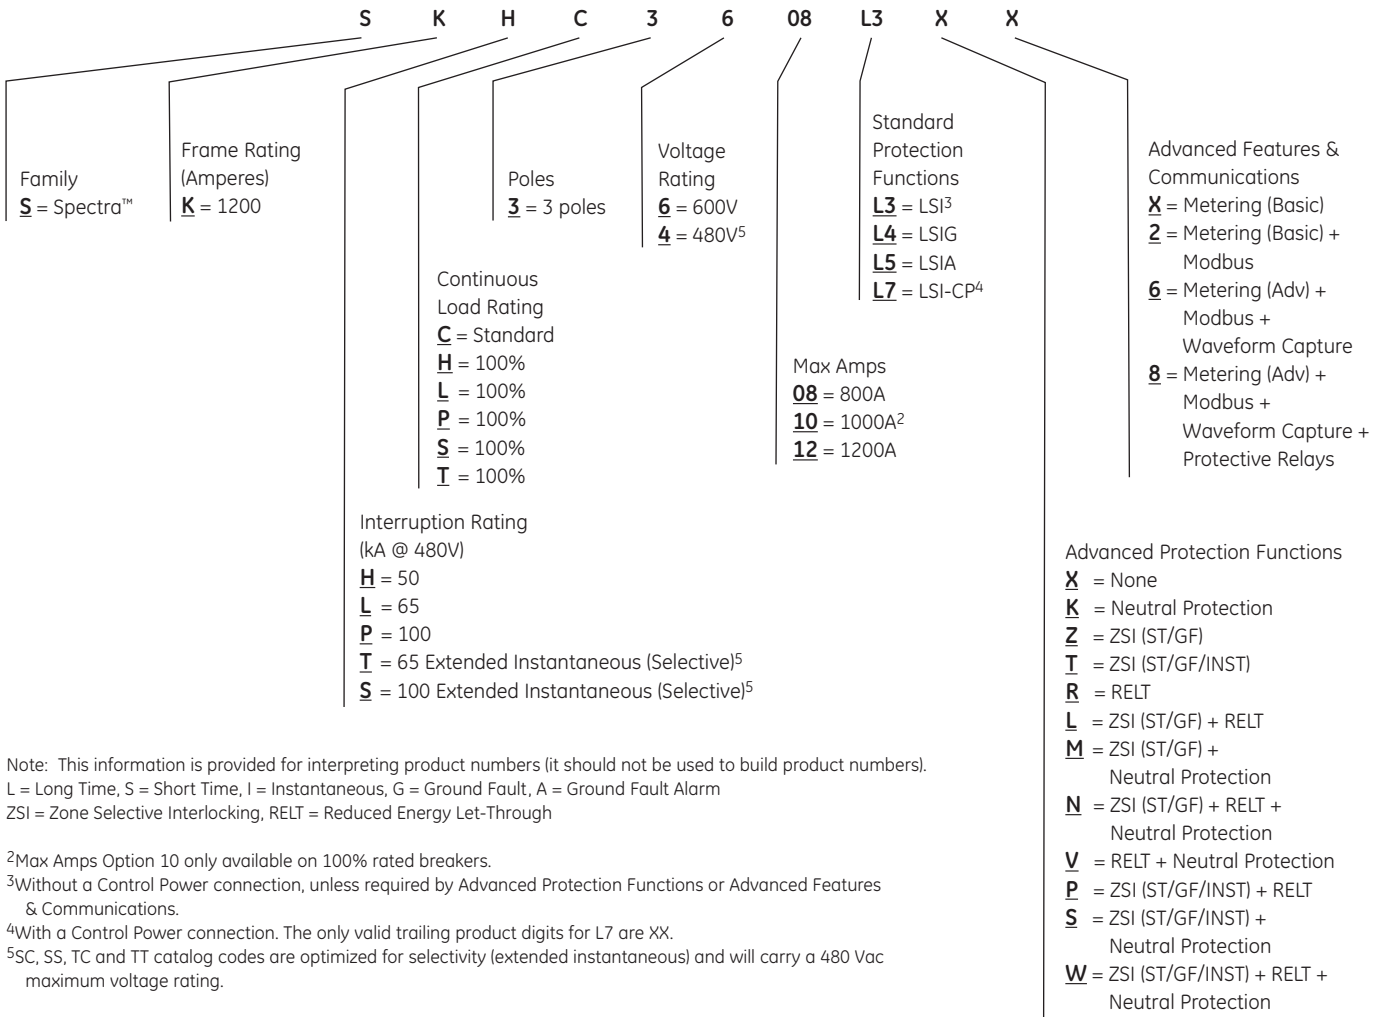 S K H C 3 6 08 L3 X X
Family
S = Spectra™
Frame Rating
(Amperes)
K = 1200
Interruption Rating
(kA @ 480V)
H = 50
L = 65
P = 100
T = 65 Extended Instantaneous (Selective)5
S = 100 Extended Instantaneous (Selective)5
Continuous
Load Rating
C = Standard
H = 100%
L = 100%
P = 100%
S = 100%
T = 100%
Poles
3 = 3 poles
Voltage
Rating
6 = 600V
4 = 480V5
Max Amps
08 = 800A
10 = 1000A2
12 = 1200A
Standard
Protection
Functions
L3 = LSI3
L4 = LSIG
L5 = LSIA
L7 = LSI-CP4
Advanced Protection Functions
X = None
K = Neutral Protection
Z = ZSI (ST/GF)
T = ZSI (ST/GF/INST)
R = RELT
L = ZSI (ST/GF) + RELT
M = ZSI (ST/GF) +
Neutral Protection
N = ZSI (ST/GF) + RELT +
Neutral Protection
V = RELT + Neutral Protection
P = ZSI (ST/GF/INST) + RELT
S = ZSI (ST/GF/INST) +
Neutral Protection
W = ZSI (ST/GF/INST) + RELT +
Neutral Protection
Advanced Features &
Communications
X = Metering (Basic)
2 = Metering (Basic) +
Modbus
6 = Metering (Adv) +
Modbus +
Waveform Capture
8 = Metering (Adv) +
Modbus +
Waveform Capture +
Protective Relays
Note: This information is provided for interpreting product numbers (it should not be used to build product numbers).
L = Long Time, S = Short Time, I = Instantaneous, G = Ground Fault, A = Ground Fault Alarm
ZSI = Zone Selective Interlocking, RELT = Reduced Energy Let-Through
2Max Amps Option 10 only available on 100% rated breakers.
3Without a Control Power connection, unless required by Advanced Protection Functions or Advanced Features
& Communications.
4With a Control Power connection. The only valid trailing product digits for L7 are XX.
5SC, SS, TC and TT catalog codes are optimized for selectivity (extended instantaneous) and will carry a 480 Vac
maximum voltage rating.